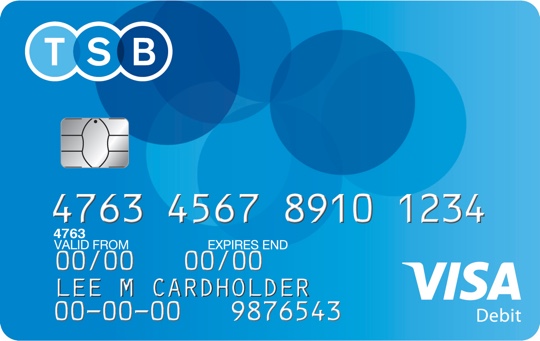 TSB
4763 4567 8910 1234
4763
VALID FROM EXPIRES END
00/00 00/00
LEE M CARDHOLDER
00-00-00 9876543
VISA
Debit